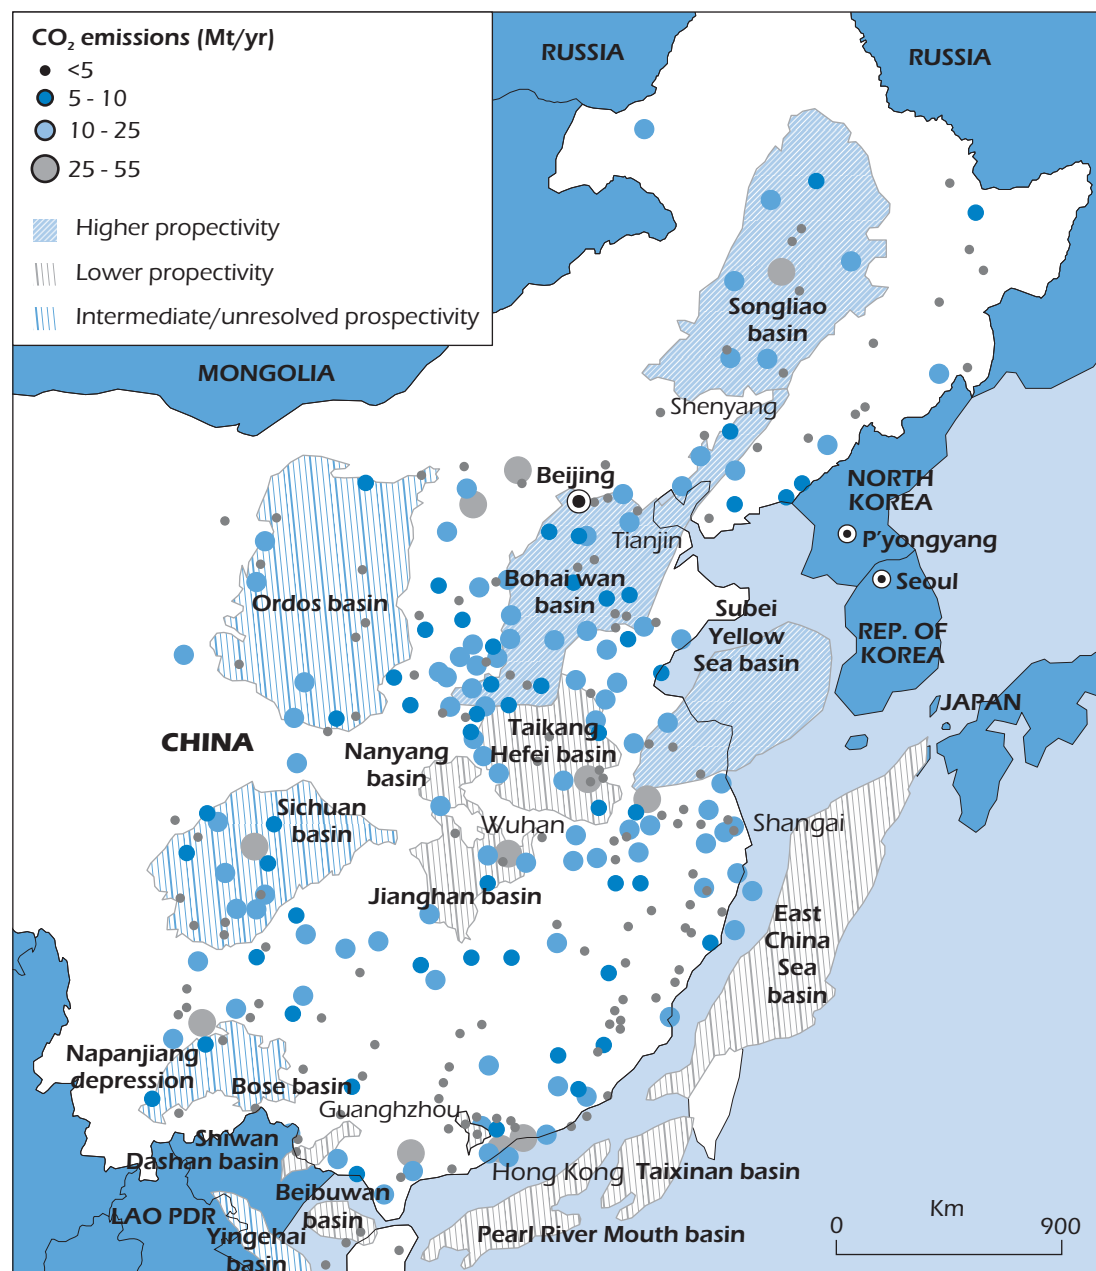 CO₂ emissions (Mt/yr)
<5
5 - 10
10 - 25
25 - 55
Higher propectivity
Lower propectivity
Intermediate/unresolved prospectivity
RUSSIA
RUSSIA
MONGOLIA
Songliao
basin
Shenyang
Beijing
Tianjin
NORTH
KOREA
P'yongyang
Seoul
REP. OF
KOREA
JAPAN
Ordos basin
Bohai wan
basin
Subei
Yellow
Sea basin
CHINA
Taikang
Hefei basin
Nanyang
basin
Sichuan
basin
Wuhan
Shangai
Jianghan basin
East
China
Sea
basin
Napanjiang
depression
Bose basin
Guanghzhou
Shiwan
Dashan basin
Hong Kong
Taixinan basin
Beibuwan
basin
LAO PDR
Yingehai
basin
Pearl River Mouth basin
Km
0
900